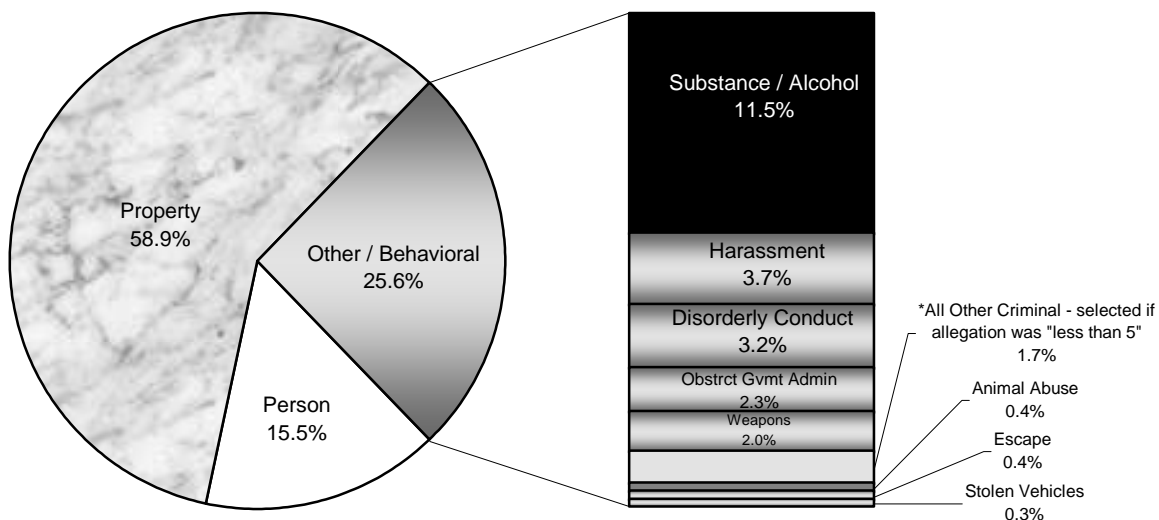 Property
58.9%
Other / Behavioral
25.6%
Person
15.5%
Substance / Alcohol
11.5%
Harassment
3.7%
Disorderly Conduct
3.2%
Obstrct Gvmt Admin
2.3%
Weapons
2.0%
*All Other Criminal - selected if
allegation was "less than 5"
1.7%
Animal Abuse
0.4%
Escape
0.4%
Stolen Vehicles
0.3%